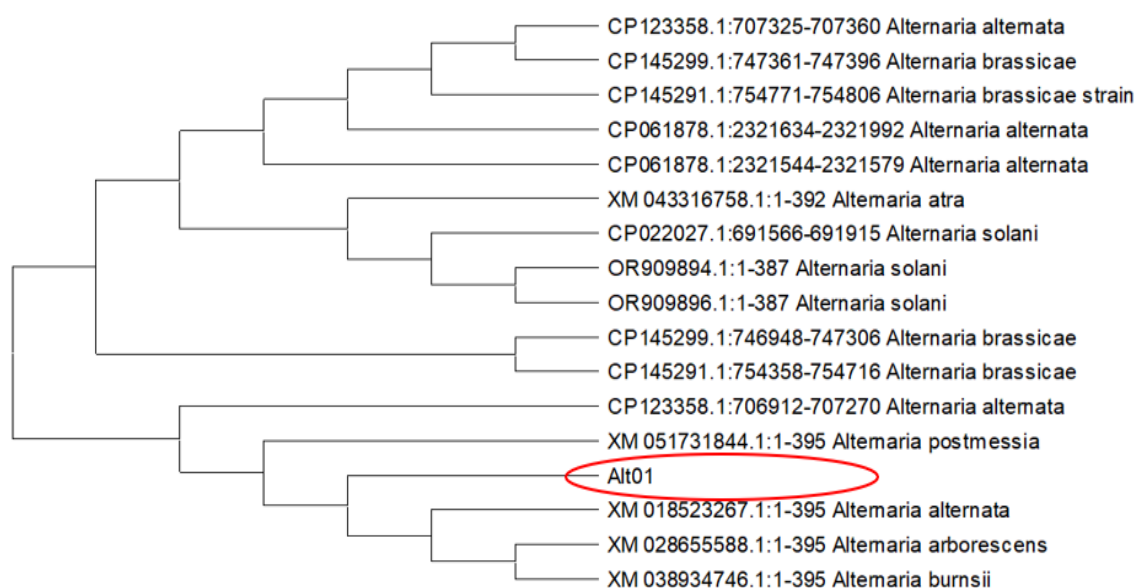 CP123358.1:707325-707360 Alternaria alternata
CP145299.1:747361-747396 Alternaria brassicae
CP145291.1:754771-754806 Alternaria brassicae strain
CP061878.1:2321634-2321992 Alternaria alternata
CP061878.1:2321544-2321579 Alternaria alternata
XM 043316758.1:1-392 Alternaria atra
CP022027.1:691566-691915 Alternaria solani
OR909894.1:1-387 Alternaria solani
OR909896.1:1-387 Alternaria solani
CP145299.1:746948-747306 Alternaria brassicae
CP145291.1:754358-754716 Alternaria brassicae
CP123358.1:706912-707270 Alternaria alternata
XM 051731844.1:1-395 Alternaria postmessia
Alt01
XM 018523267.1:1-395 Alternaria alternata
XM 028655588.1:1-395 Alternaria arborescens
XM 038934746.1:1-395 Alternaria burnsii